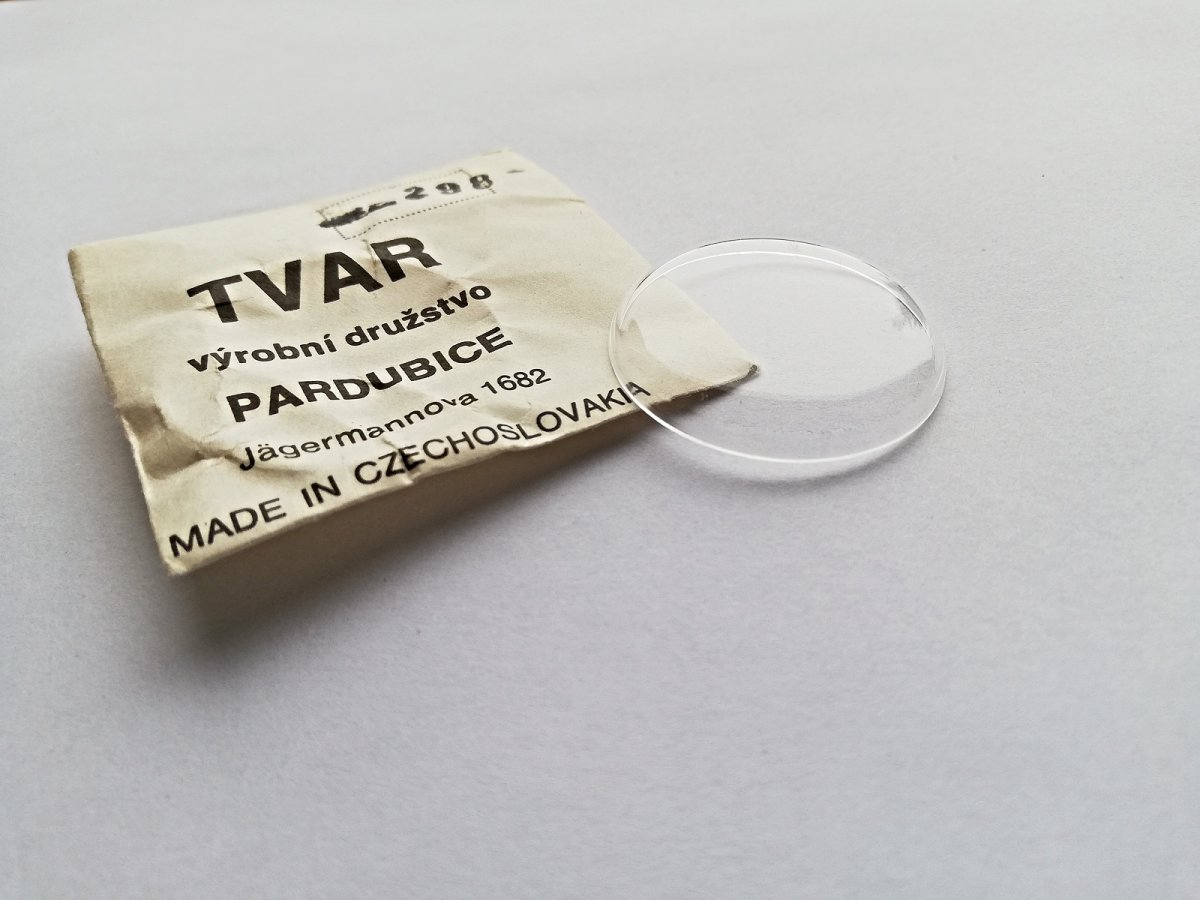 298
TVAR
výrobní družstvo
PARDUBICE
Jägermannova 1682
MADE IN CZECHOSLOVAKIA